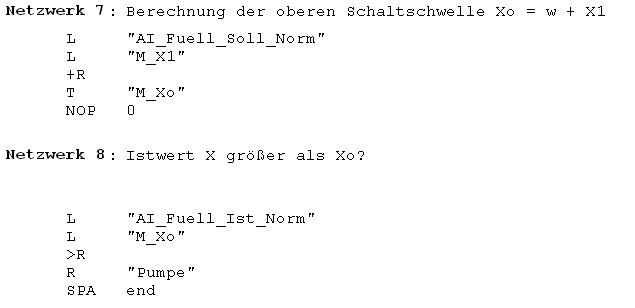 Netzwerk 7 : Berechnung der oberen Schaltschwelle Xo = w + X1
L "AI_Fuell_Soll_Norm"
L "M_X1"
+R
T "M_Xo"
NOP 0
Netzwerk 8 : Istwert X größer als Xo?
L "AI_Fuell_Ist_Norm"
L "M_Xo"
>R
R "Pumpe"
SPA end